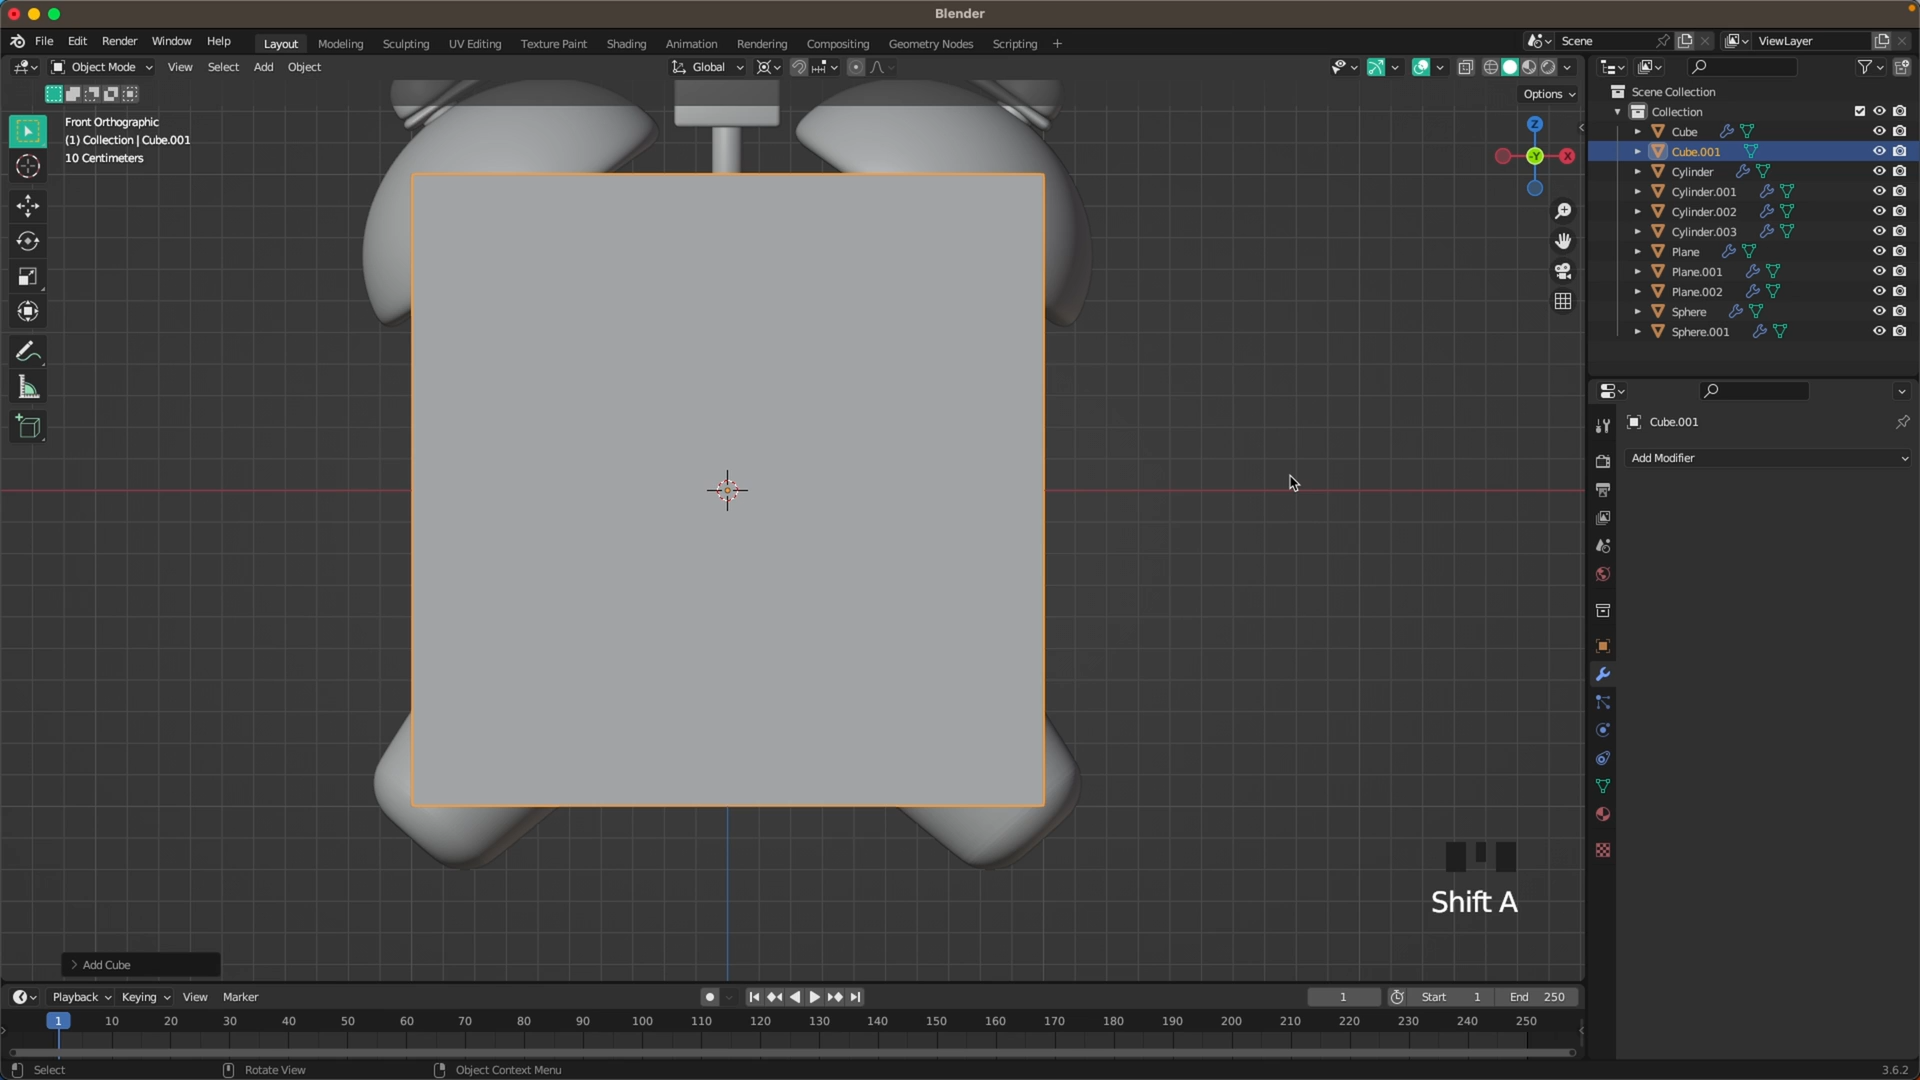 Blender
File Edit Render Window Help Layout Modeling Sculpting UV Editing Texture Paint Shading Animation Rendering Compositing Geometry Nodes Scripting + Scene ViewLayer
Object Mode View Select Add Object Global
Options
Front Orthographic
(1) Collection | Cube.001
10 Centimeters
Z
-Y
X
Scene Collection
Collection
Cube
Cube.001
Cylinder
Cylinder.001
Cylinder.002
Cylinder.003
Plane
Plane.001
Plane.002
Sphere
Sphere.001
Cube.001
Add Modifier
Shift A
Add Cube
Playback Keying View Marker 1 Start 1 End 250
1 10 20 30 40 50 60 70 80 90 100 110 120 130 140 150 160 170 180 190 200 210 220 230 240 250
Select Rotate View Object Context Menu 3.6.2